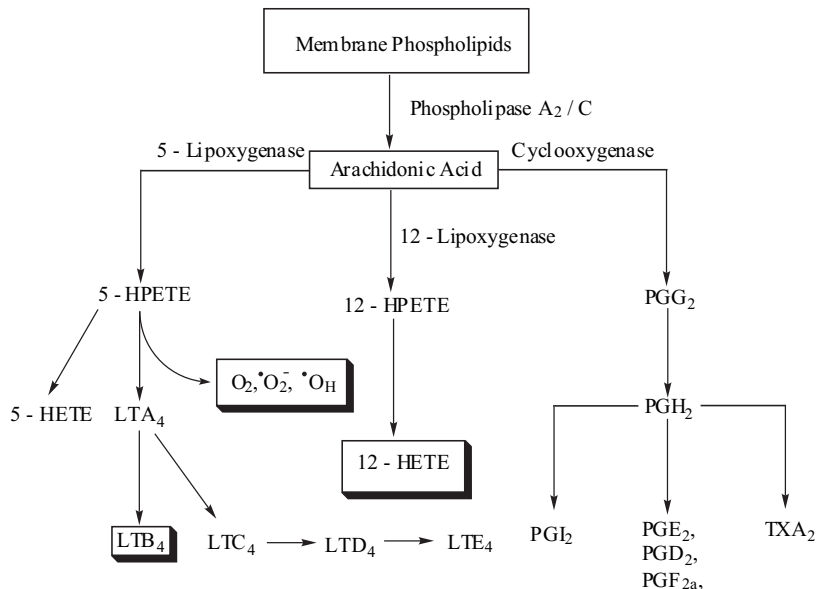 Membrane Phospholipids
Phospholipase A₂ / C
5 - Lipoxygenase
Cyclooxygenase
Arachidonic Acid
12 - Lipoxygenase
5 - HPETE
12 - HPETE
PGG₂
O₂,•O₂⁻, •OH
5 - HETE
LTA₄
PGH₂
12 - HETE
LTB₄
LTC₄
LTD₄
LTE₄
PGI₂
PGE₂,
PGD₂,
PGF₂a,
TXA₂